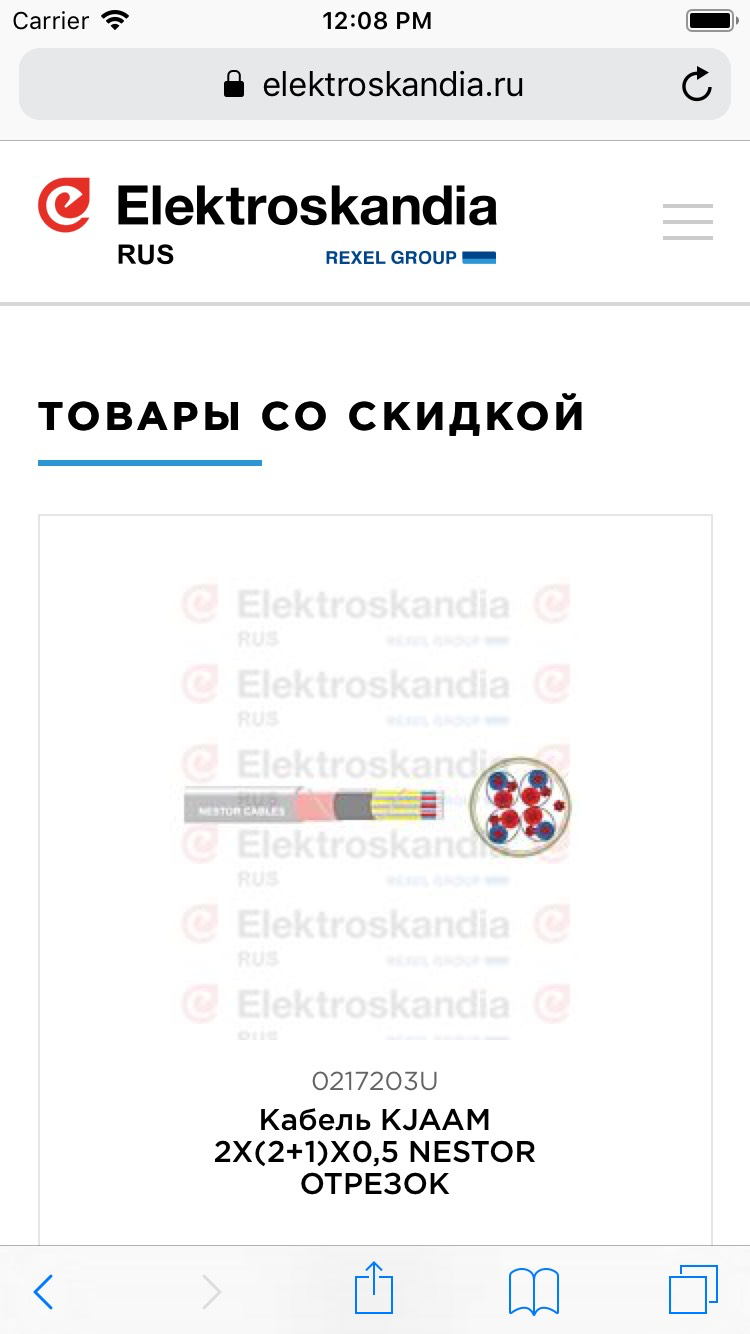 Carrier 12:08 PM
elektroskandia.ru
Elektroskandia
RUS REXEL GROUP
ТОВАРЫ СО СКИДКОЙ
Elektroskandia
RUS REXEL GROUP
Elektroskandia
RUS REXEL GROUP
Elektroskandia
RUS
NESTOR CABLES
Elektroskandia
RUS REXEL GROUP
Elektroskandia
RUS REXEL GROUP
Elektroskandia
RUS REXEL GROUP
0217203U
Кабель KJAAM
2X(2+1)X0,5 NESTOR
ОТРЕЗОК